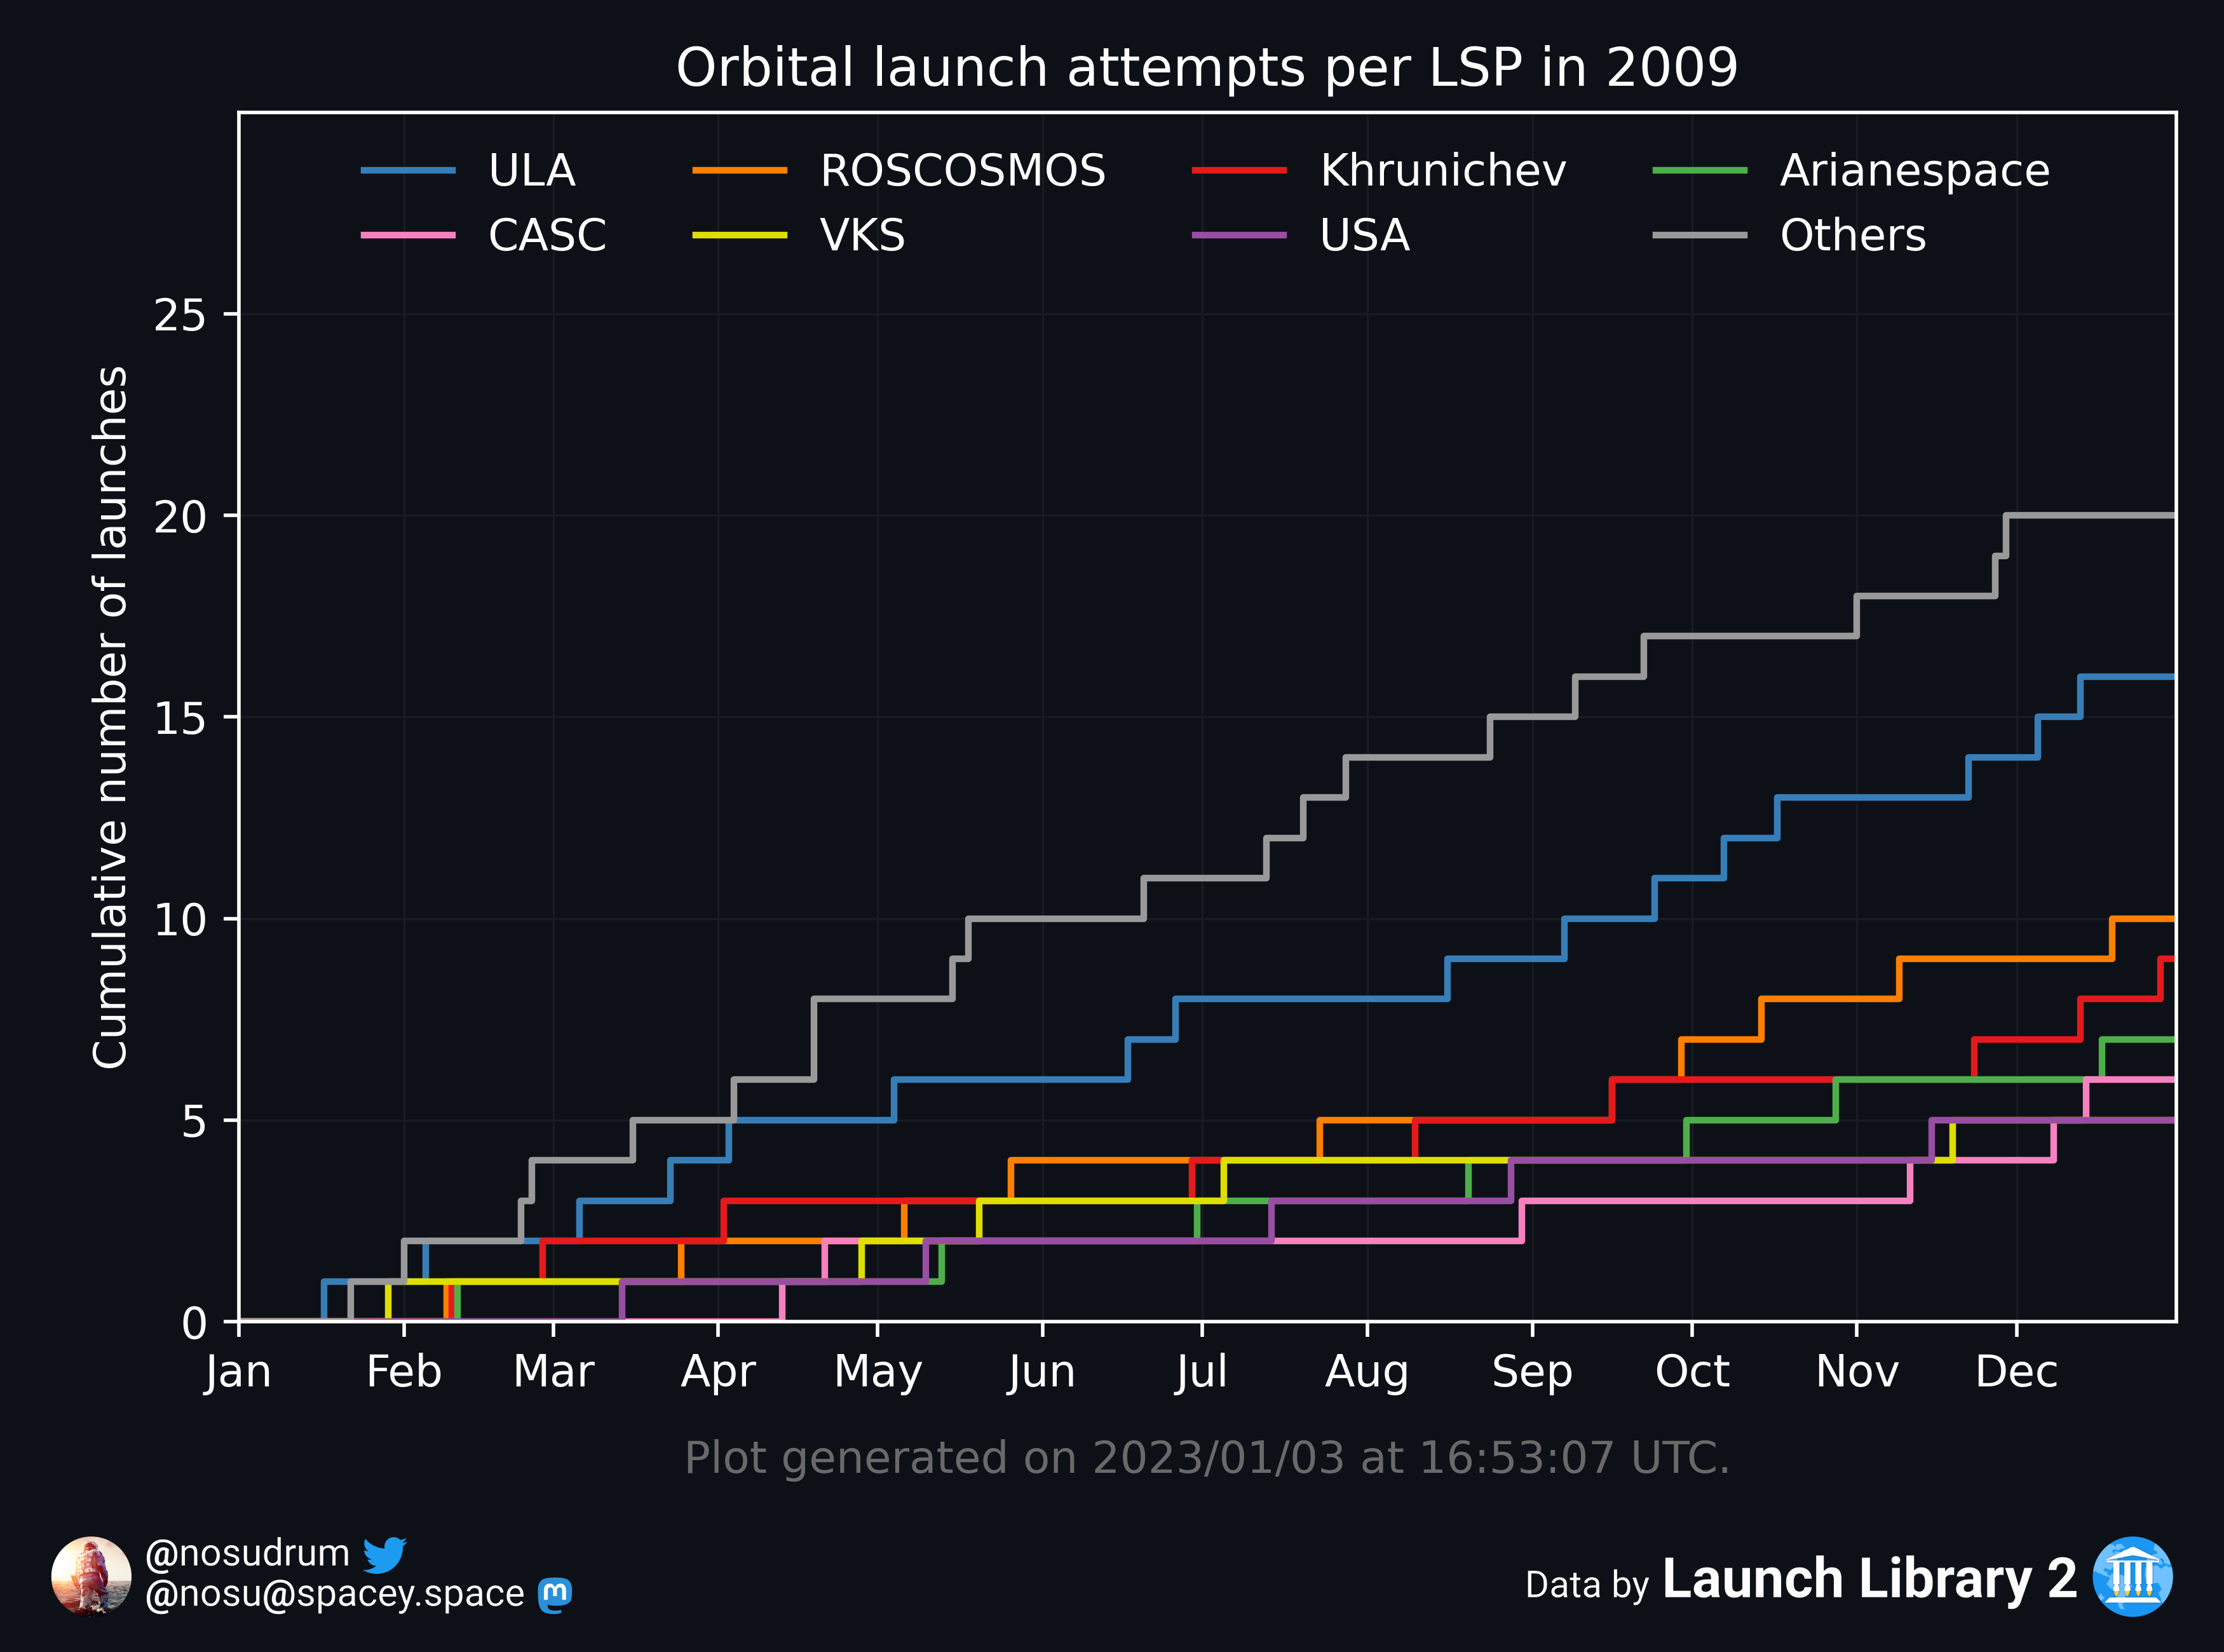 Orbital launch attempts per LSP in 2009
ULA ROSCOSMOS Khrunichev Arianespace
CASC VKS USA Others
Cumulative number of launches
25
20
15
10
5
0
Jan Feb Mar Apr May Jun Jul Aug Sep Oct Nov Dec
Plot generated on 2023/01/03 at 16:53:07 UTC.
@nosudrum
@nosu@spacey.space
Data by Launch Library 2